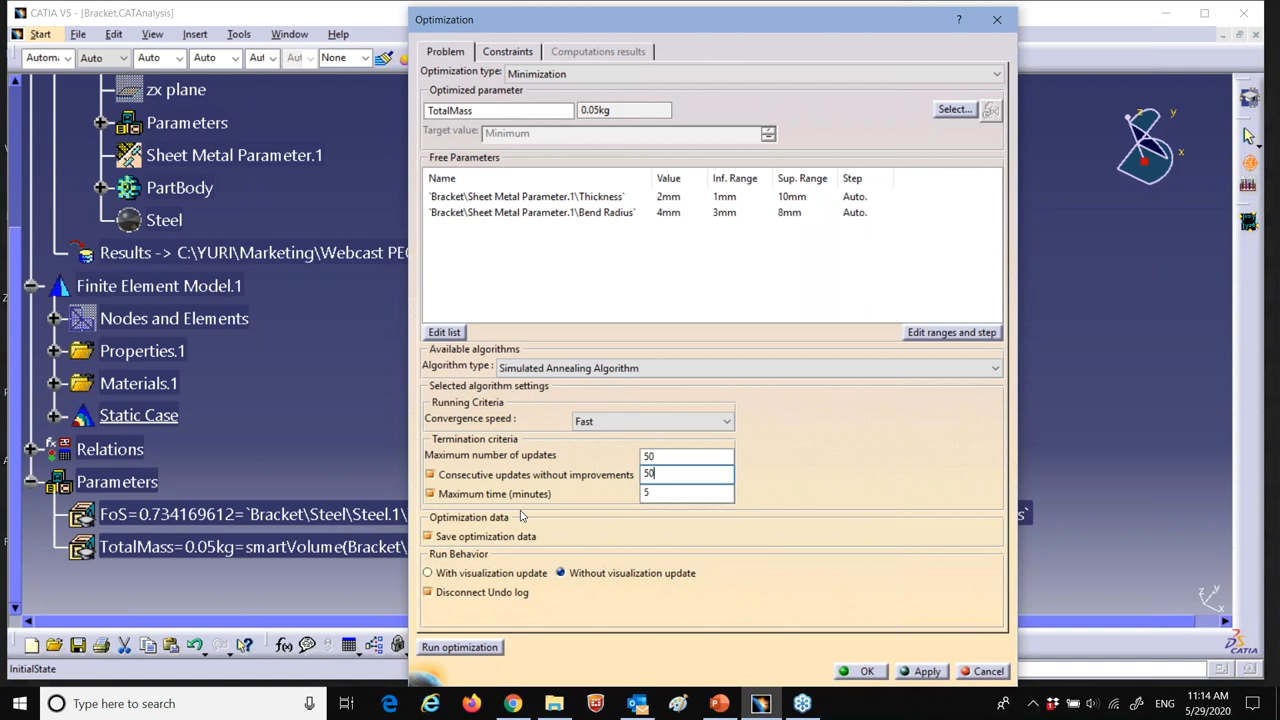 CATIA V5 - [Bracket.CATAnalysis]
Start File Edit View Insert Tools Window Help
Autom Auto Auto Auto Aut Aut None
zx plane
Parameters
Sheet Metal Parameter.1
PartBody
Steel
Results -> C:\YURI\Marketing\Webcast PE
Finite Element Model.1
Nodes and Elements
Properties.1
Materials.1
Static Case
Relations
Parameters
FoS=0.734169612=`Bracket\Steel\Steel.1\
TotalMass=0.05kg=smartVolume(Bracket\
InitialState
Optimization
Problem Constraints Computations results
Optimization type: Minimization
Optimized parameter
TotalMass 0.05kg Select...
Target value: Minimum
Free Parameters
Name Value Inf. Range Sup. Range Step
`Bracket\Sheet Metal Parameter.1\Thickness` 2mm 1mm 10mm Auto.
`Bracket\Sheet Metal Parameter.1\Bend Radius` 4mm 3mm 8mm Auto.
Edit list Edit ranges and step
Available algorithms
Algorithm type : Simulated Annealing Algorithm
Selected algorithm settings
Running Criteria
Convergence speed : Fast
Termination criteria
Maximum number of updates 50
Consecutive updates without improvements 50
Maximum time (minutes) 5
Optimization data
Save optimization data
Run Behavior
With visualization update Without visualization update
Disconnect Undo log
Run optimization
OK Apply Cancel
z y x
z y x
CATIA
Type here to search
ENG
11:14 AM
5/29/2020